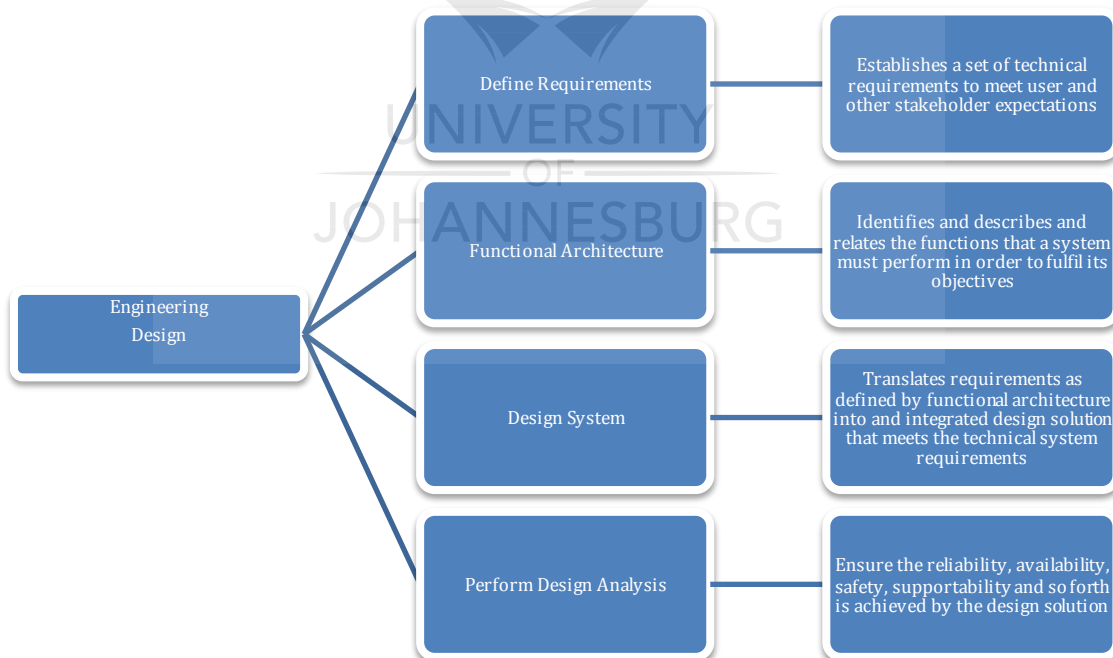 Define Requirements
Establishes a set of technical
requirements to meet user and
other stakeholder expectations
UNIVERSITY
OF
JOHANNESBURG
Functional Architecture
Identifies and describes and
relates the functions that a system
must perform in order to fulfil its
objectives
Engineering
Design
Design System
Translates requirements as
defined by functional architecture
into and integrated design solution
that meets the technical system
requirements
Perform Design Analysis
Ensure the reliability, availability,
safety, supportability and so forth
is achieved by the design solution